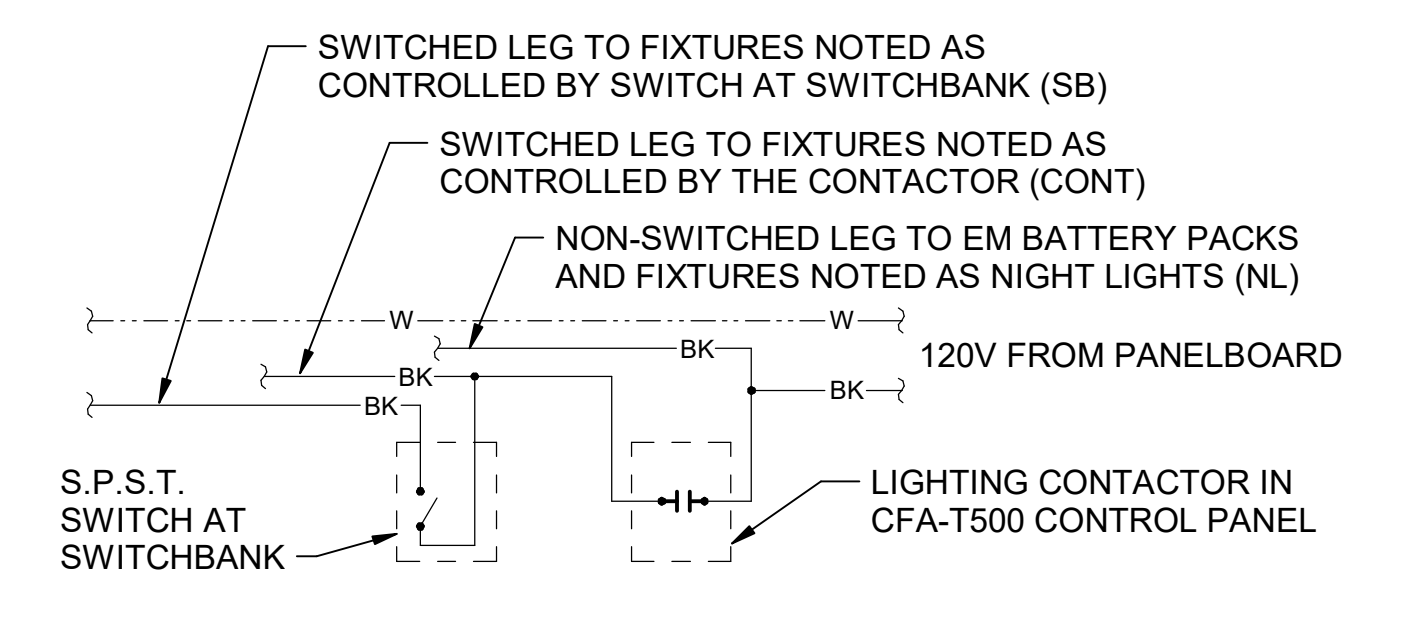 SWITCHED LEG TO FIXTURES NOTED AS
CONTROLLED BY SWITCH AT SWITCHBANK (SB)
SWITCHED LEG TO FIXTURES NOTED AS
CONTROLLED BY THE CONTACTOR (CONT)
NON-SWITCHED LEG TO EM BATTERY PACKS
AND FIXTURES NOTED AS NIGHT LIGHTS (NL)
W
W
BK
120V FROM PANELBOARD
BK
BK
BK
S.P.S.T.
SWITCH AT
SWITCHBANK
LIGHTING CONTACTOR IN
CFA-T500 CONTROL PANEL